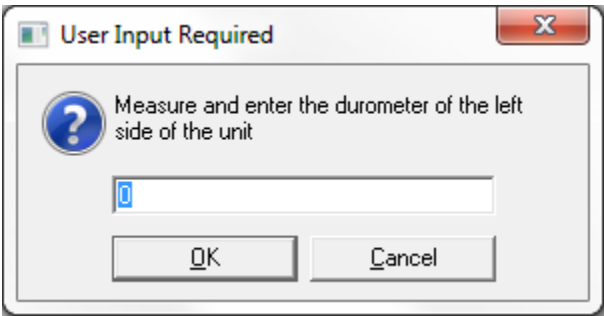 User Input Required
Measure and enter the durometer of the left
side of the unit
0
OK
Cancel